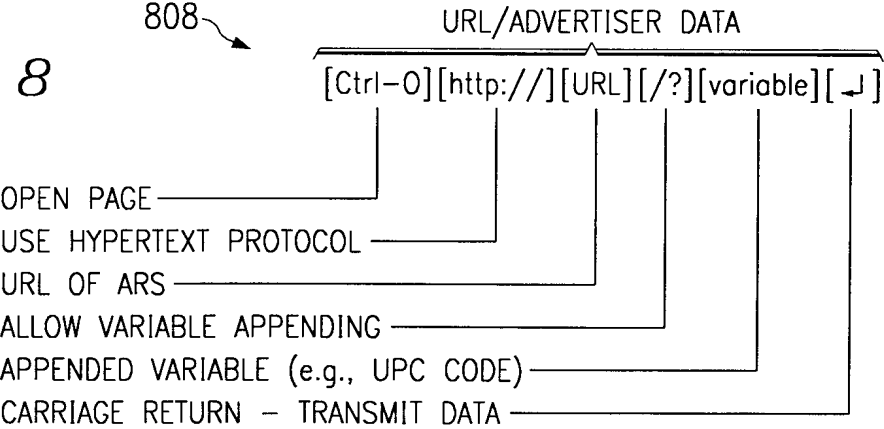 808
URL/ADVERTISER DATA
8
[Ctrl-O][http://][URL][/?][variable][↵]
OPEN PAGE
USE HYPERTEXT PROTOCOL
URL OF ARS
ALLOW VARIABLE APPENDING
APPENDED VARIABLE (e.g., UPC CODE)
CARRIAGE RETURN – TRANSMIT DATA